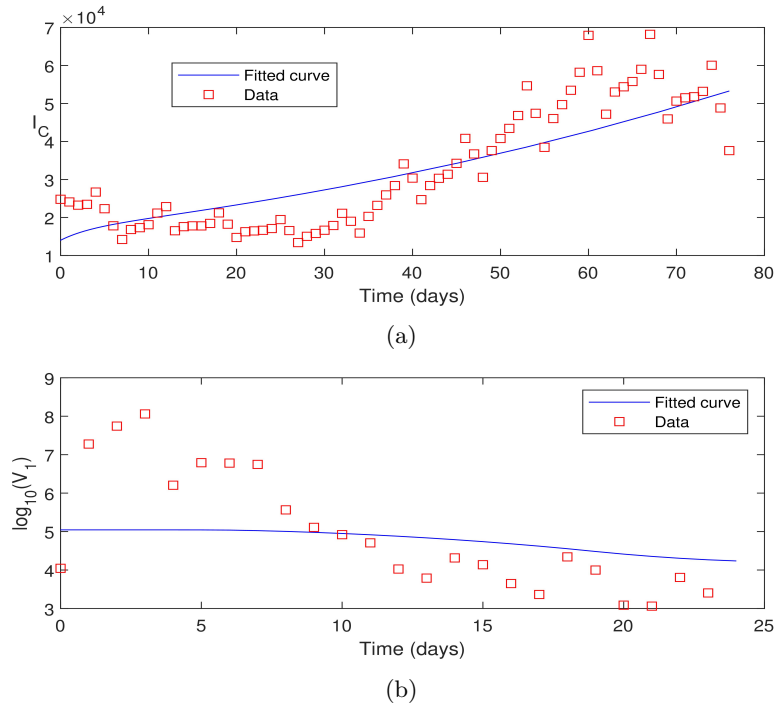 ×10⁴
7
6
5
4
3
2
1
I_C
Fitted curve
Data
0 10 20 30 40 50 60 70 80
Time (days)
(a)
9
8
7
6
5
4
3
log₁₀(V₁)
Fitted curve
Data
0 5 10 15 20 25
Time (days)
(b)